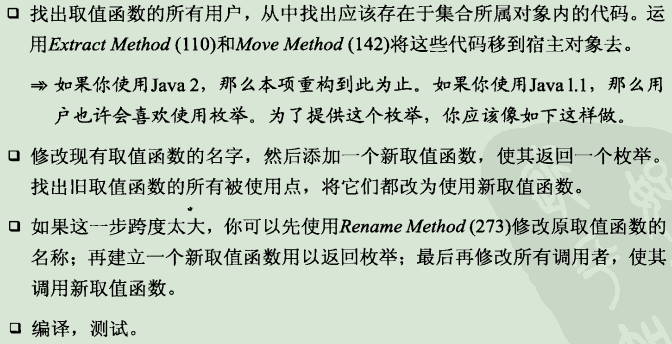 找出取值函数的所有用户，从中找出应该存在于集合所属对象内的代码。运
用Extract Method (110)和Move Method (142)将这些代码移到宿主对象去。
⇒ 如果你使用Java 2，那么本项重构到此为止。如果你使用Java 1.1，那么用
户也许会喜欢使用枚举。为了提供这个枚举，你应该像如下这样做。
修改现有取值函数的名字，然后添加一个新取值函数，使其返回一个枚举。
找出旧取值函数的所有被使用点，将它们都改为使用新取值函数。
如果这一步跨度太大，你可以先使用Rename Method (273)修改原取值函数的
名称；再建立一个新取值函数用以返回枚举；最后再修改所有调用者，使其
调用新取值函数。
编译，测试。